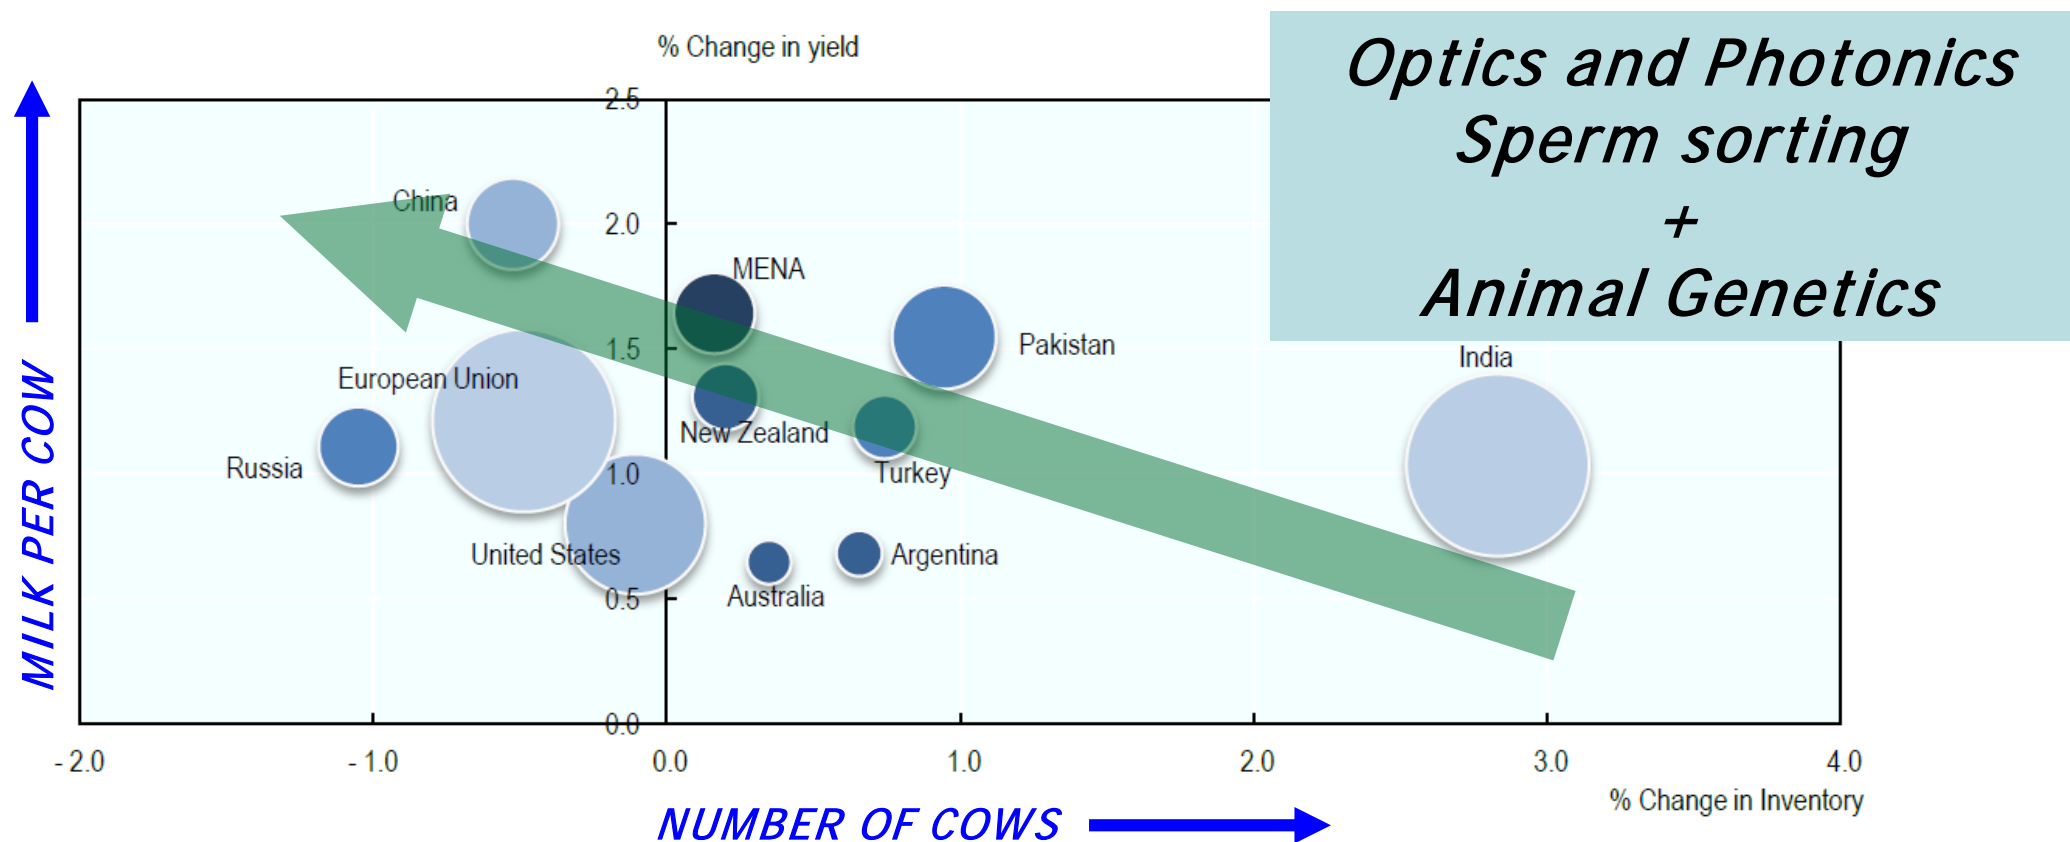 % Change in yield
Optics and Photonics
Sperm sorting
+
Animal Genetics
MILK PER COW
2.5
2.0
1.5
1.0
0.5
0.0
China
MENA
Pakistan
India
European Union
New Zealand
Russia
Turkey
United States
Argentina
Australia
- 2.0
- 1.0
0.0
1.0
2.0
3.0
4.0
% Change in Inventory
NUMBER OF COWS